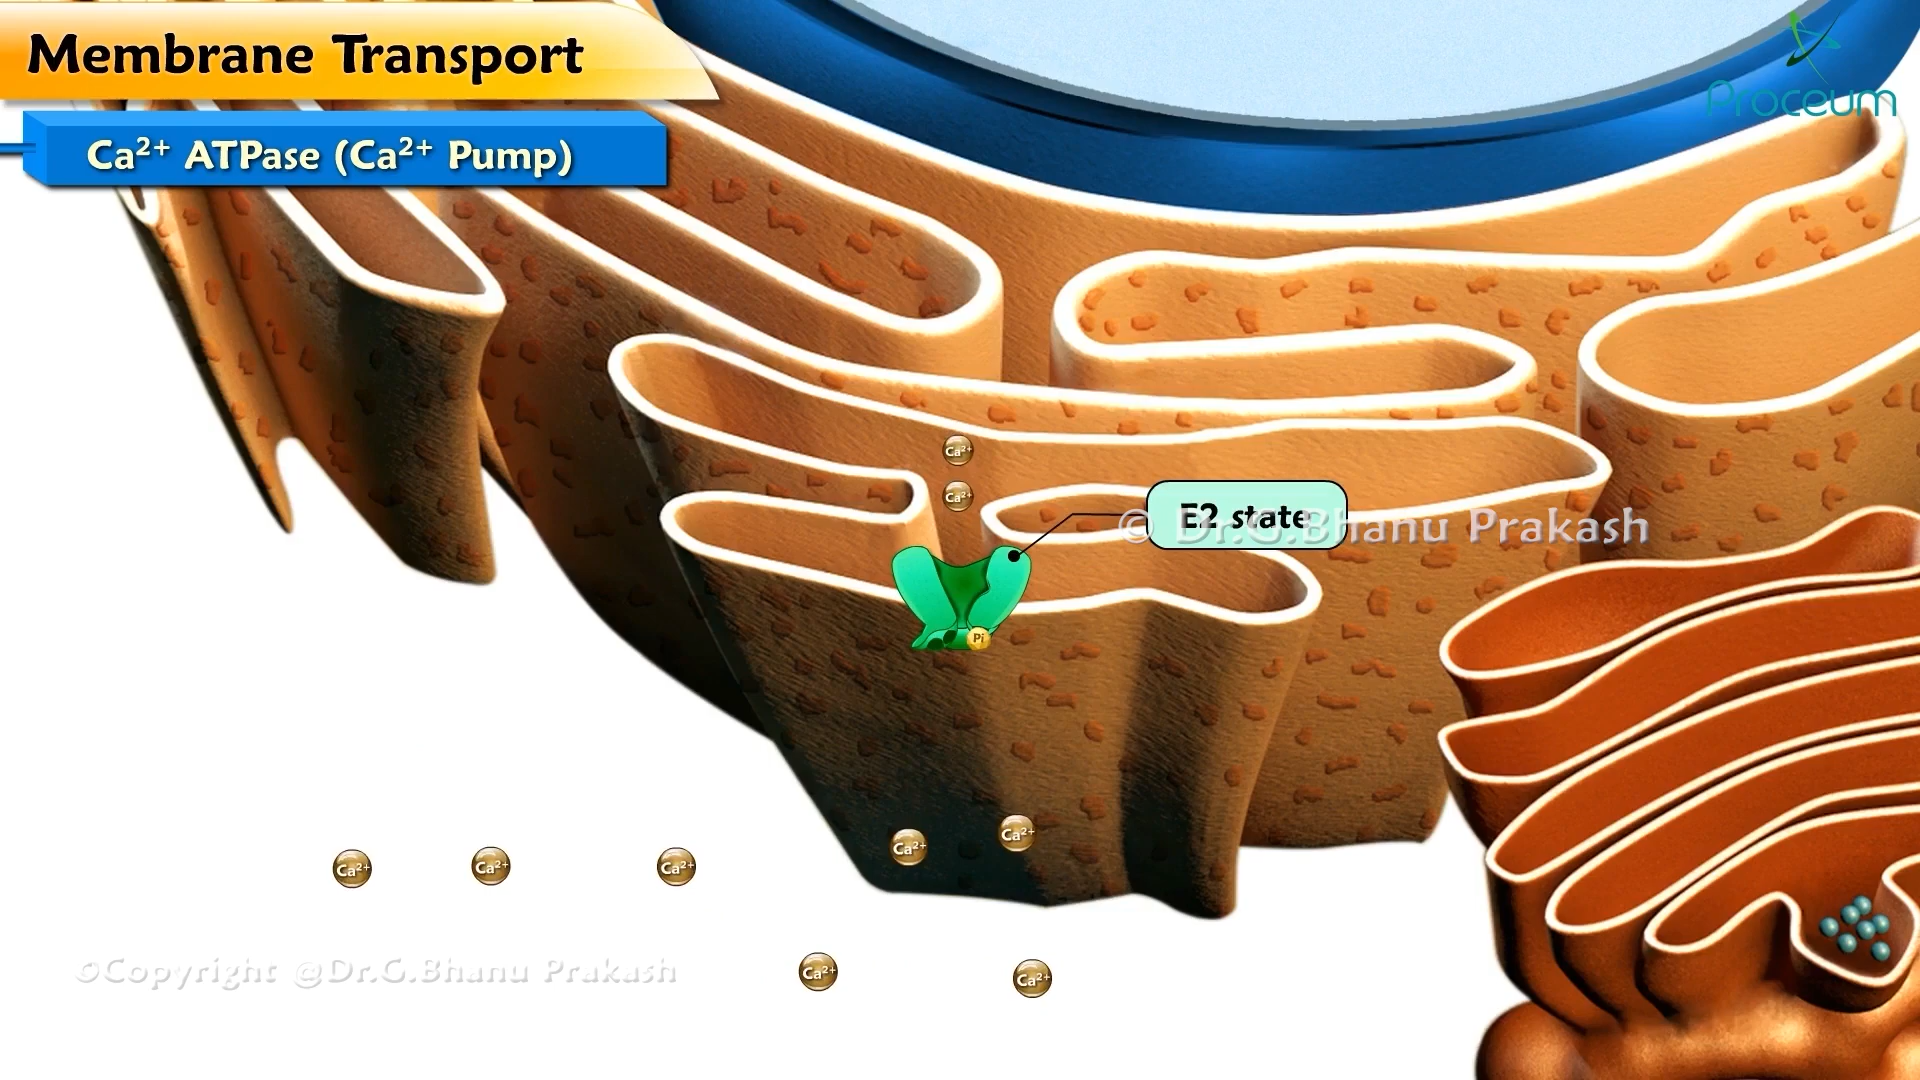 Membrane Transport
Proceum
Ca²⁺ ATPase (Ca²⁺ Pump)
Ca²⁺
Ca²⁺
E2 state
© Dr.G.Bhanu Prakash
Pi
Ca²⁺
Ca²⁺
Ca²⁺
Ca²⁺
Ca²⁺
©Copyright @Dr.G.Bhanu Prakash
Ca²⁺
Ca²⁺